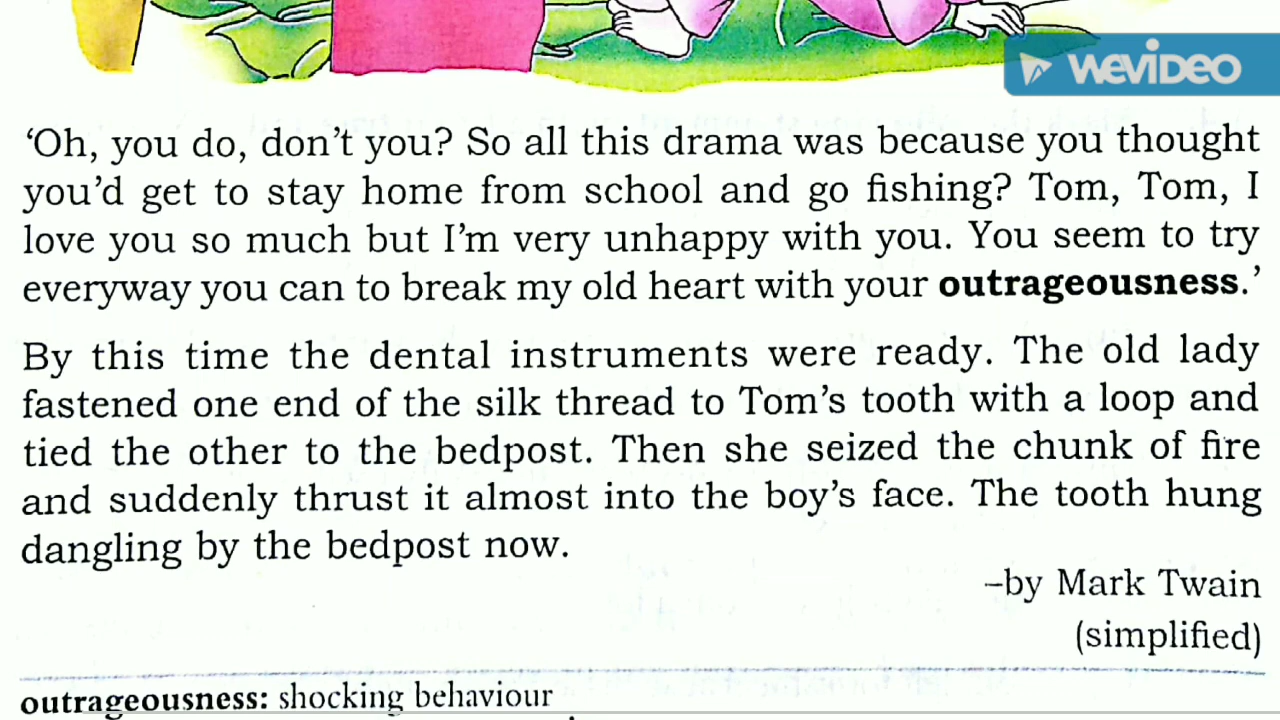 wevideo
‘Oh, you do, don’t you? So all this drama was because you thought
you’d get to stay home from school and go fishing? Tom, Tom, I
love you so much but I’m very unhappy with you. You seem to try
everyway you can to break my old heart with your outrageousness.’
By this time the dental instruments were ready. The old lady
fastened one end of the silk thread to Tom’s tooth with a loop and
tied the other to the bedpost. Then she seized the chunk of fire
and suddenly thrust it almost into the boy’s face. The tooth hung
dangling by the bedpost now.
–by Mark Twain
(simplified)
outrageousness: shocking behaviour